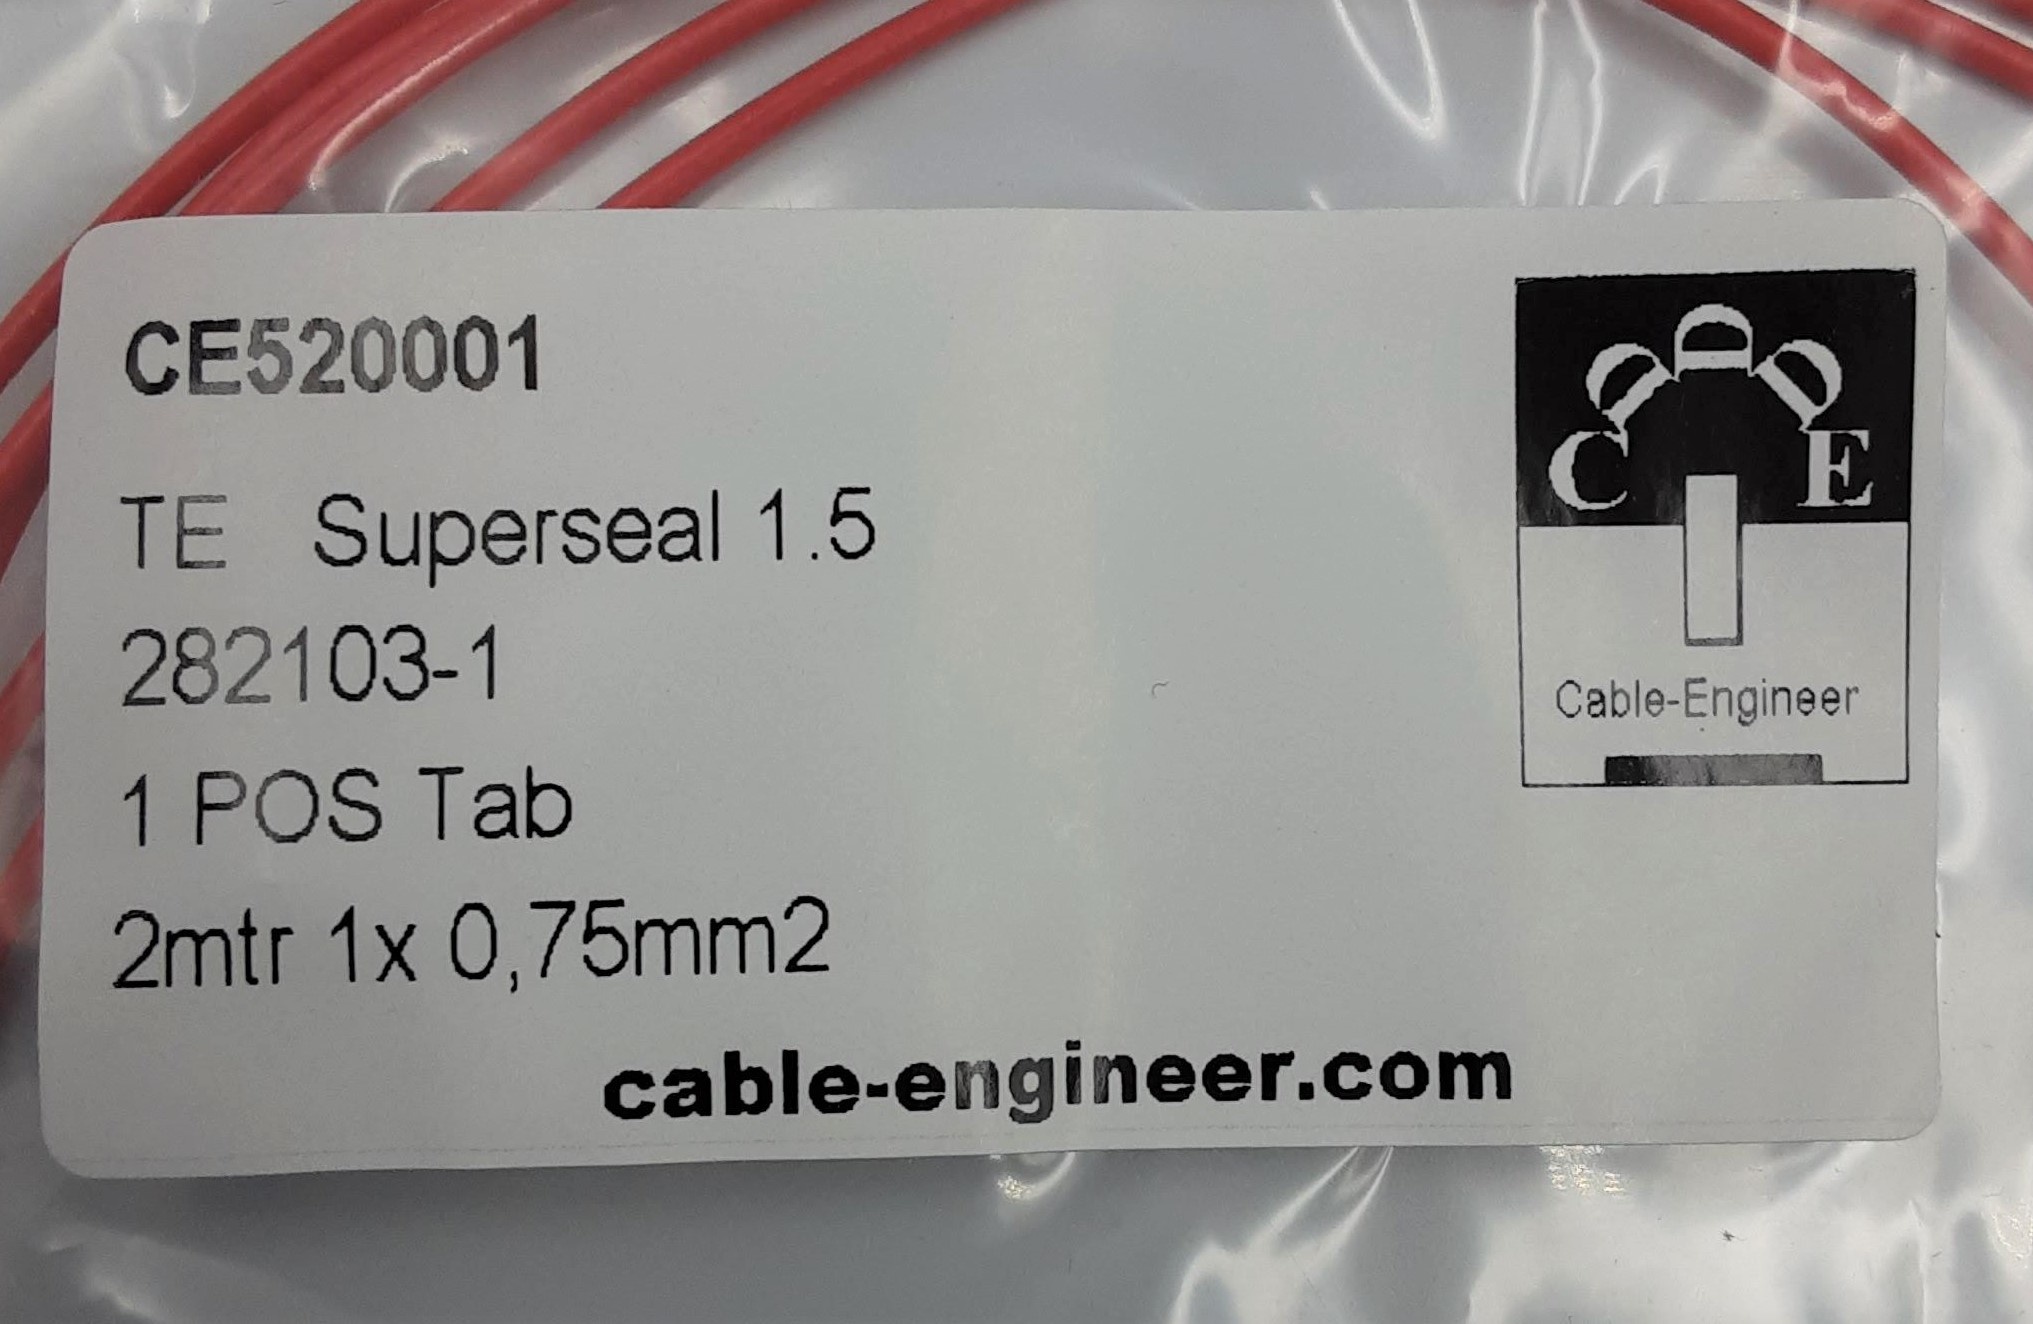 CE520001
TE Superseal 1.5
282103-1
1 POS Tab
2mtr 1x 0,75mm2
cable-engineer.com
C E
Cable-Engineer